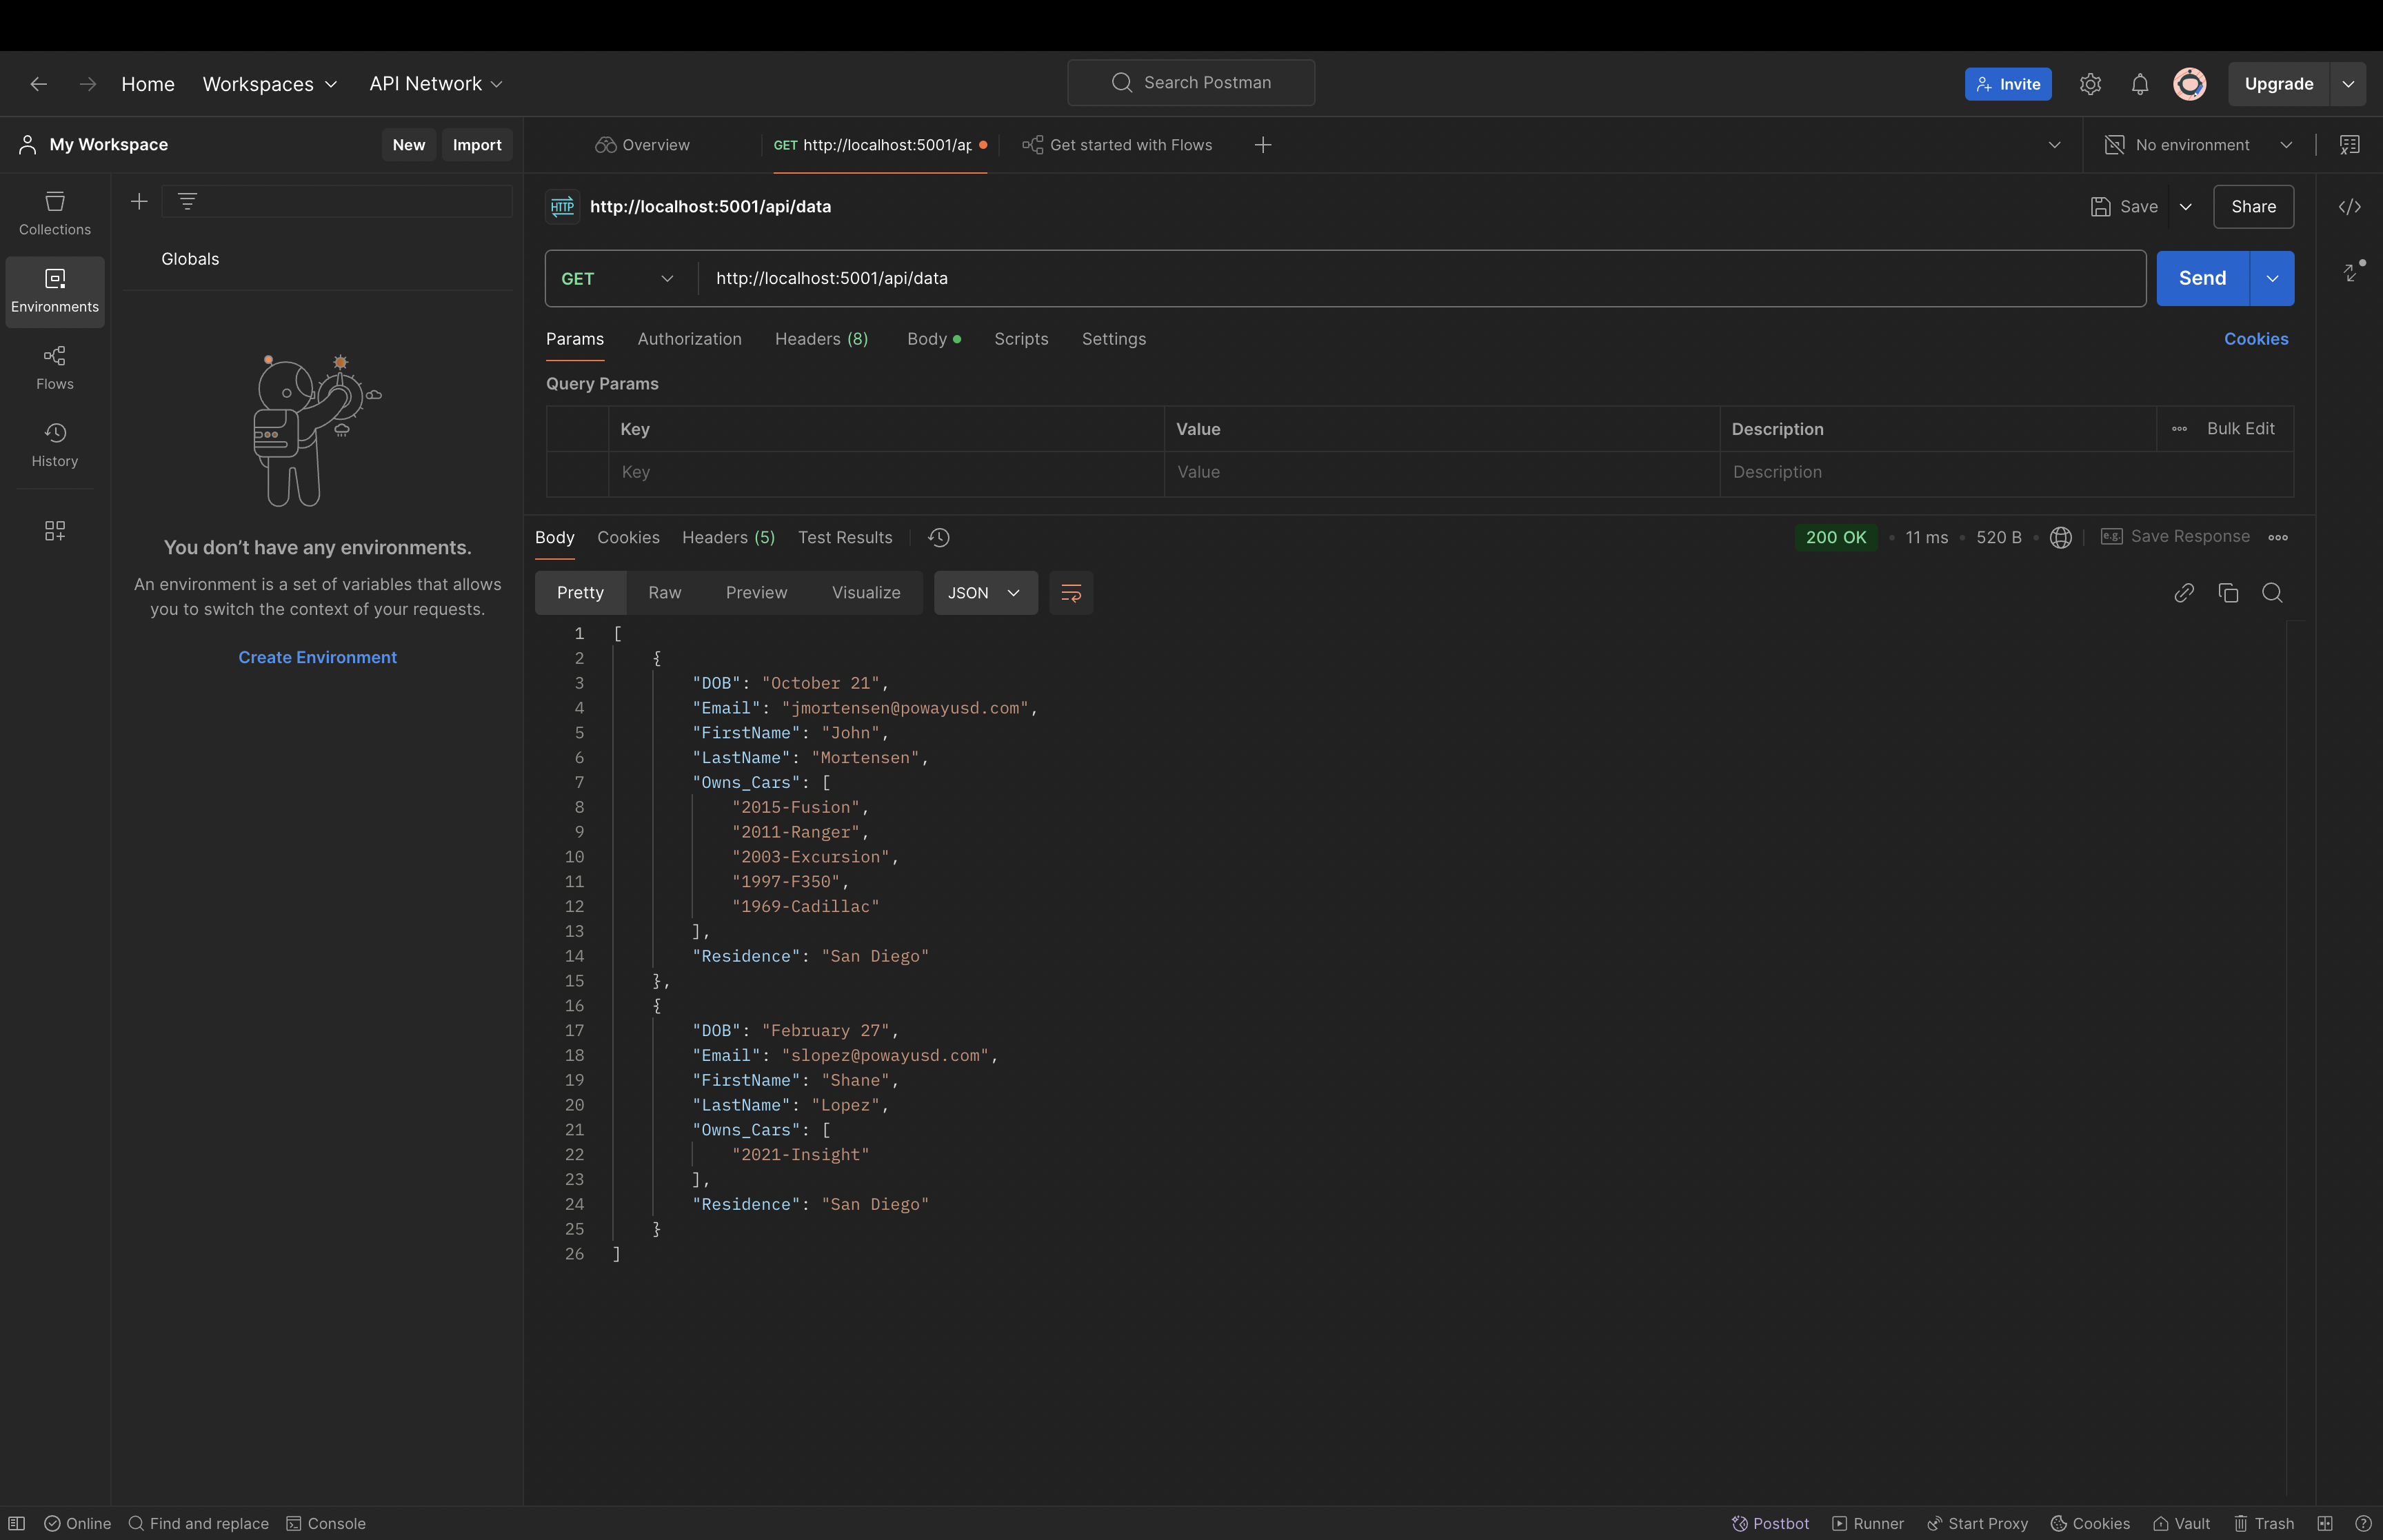 Home Workspaces API Network Search Postman Invite Upgrade
My Workspace New Import Overview GET http://localhost:5001/ap Get started with Flows No environment
Collections
Environments
Flows
History
Globals
You don’t have any environments.
An environment is a set of variables that allows
you to switch the context of your requests.
Create Environment
HTTP http://localhost:5001/api/data Save Share
GET http://localhost:5001/api/data Send
Params Authorization Headers (8) Body Scripts Settings Cookies
Query Params
Key Value Description Bulk Edit
Key Value Description
Body Cookies Headers (5) Test Results 200 OK 11 ms 520 B e.g. Save Response
Pretty Raw Preview Visualize JSON
1 [
2 {
3 "DOB": "October 21",
4 "Email": "jmortensen@powayusd.com",
5 "FirstName": "John",
6 "LastName": "Mortensen",
7 "Owns_Cars": [
8 "2015-Fusion",
9 "2011-Ranger",
10 "2003-Excursion",
11 "1997-F350",
12 "1969-Cadillac"
13 ],
14 "Residence": "San Diego"
15 },
16 {
17 "DOB": "February 27",
18 "Email": "slopez@powayusd.com",
19 "FirstName": "Shane",
20 "LastName": "Lopez",
21 "Owns_Cars": [
22 "2021-Insight"
23 ],
24 "Residence": "San Diego"
25 }
26 ]
Online Find and replace Console Postbot Runner Start Proxy Cookies Vault Trash